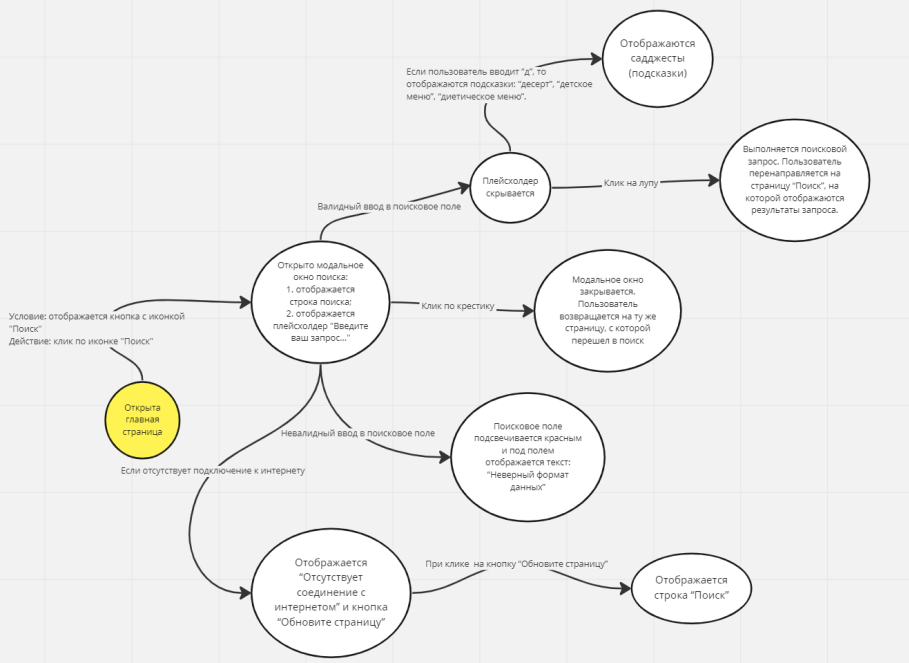 Отображаются
саджесты
(подсказки)
Если пользователь вводит "д", то
отображаются подсказки: "десерт", "детское
меню", "диетическое меню".
Выполняется поисковой
запрос. Пользователь
перенаправляется на
страницу "Поиск", на
которой отображаются
результаты запроса.
Плейсхолдер
скрывается
Клик на лупу
Валидный ввод в поисковое поле
Открыто модальное
окно поиска:
1. отображается
строка поиска;
2. отображается
плейсхолдер "Введите
ваш запрос..."
Клик по крестику
Модальное окно
закрывается.
Пользователь
возвращается на ту же
страницу, с которой
перешел в поиск
Условие: отображается кнопка с иконкой
"Поиск"
Действие: клик по иконке "Поиск"
Открыта
главная
страница
Невалидный ввод в поисковое поле
Поисковое поле
подсвечивается красным
и под полем
отображается текст:
"Неверный формат
данных"
Если отсутствует подключение к интернету
Отображается
"Отсутствует
соединение с
интернетом" и кнопка
"Обновите страницу"
При клике на кнопку "Обновите страницу"
Отображается
строка "Поиск"